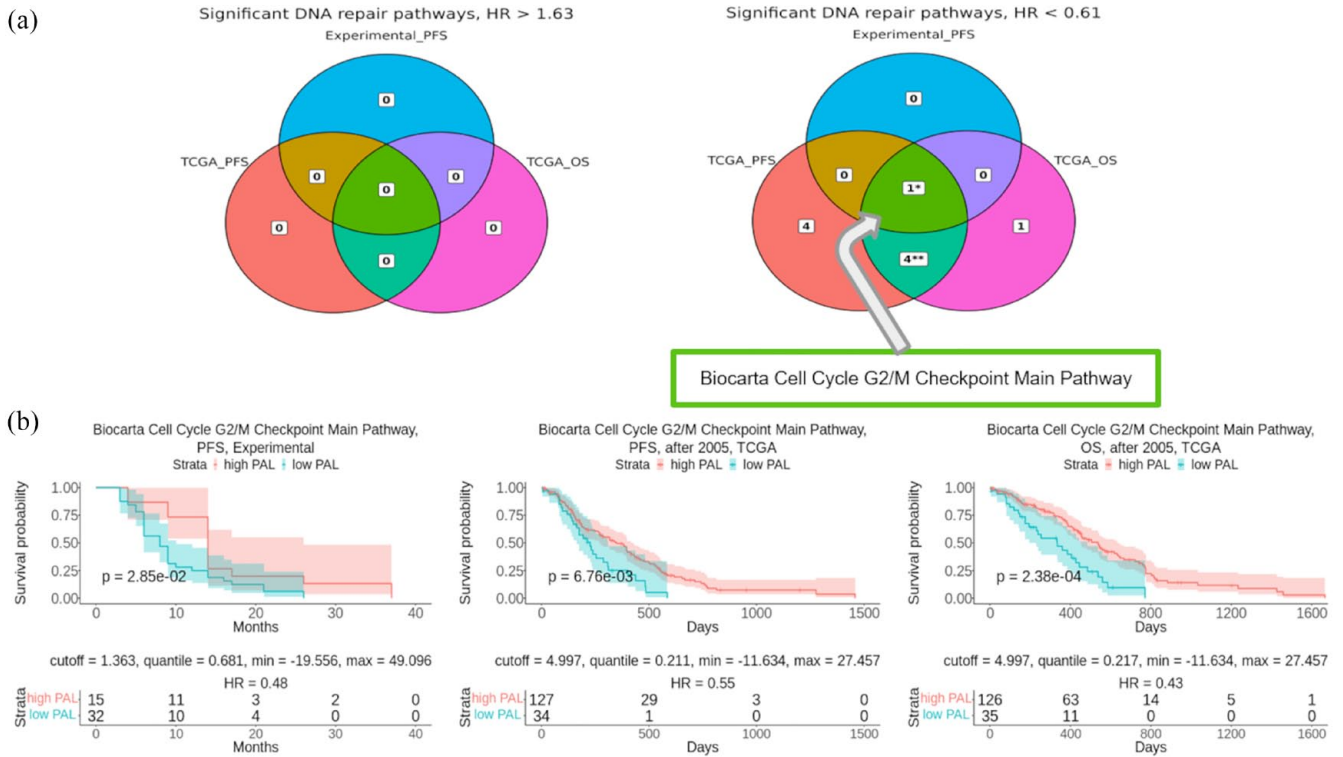 (a)
Significant DNA repair pathways, HR > 1.63
Experimental_PFS
0
TCGA_PFS
TCGA_OS
0
0
0
0
0
0
Significant DNA repair pathways, HR < 0.61
Experimental_PFS
0
TCGA_PFS
TCGA_OS
0
1*
0
4
1
4**
Biocarta Cell Cycle G2/M Checkpoint Main Pathway
(b)
Biocarta Cell Cycle G2/M Checkpoint Main Pathway,
PFS, Experimental
Strata high PAL low PAL
Survival probability
1.00
0.75
0.50
0.25
0.00
p = 2.85e-02
0 10 20 30 40
Months
cutoff = 1.363, quantile = 0.681, min = -19.556, max = 49.096
HR = 0.48
Strata
high PAL 15 11 3 2 0
low PAL 32 10 4 0 0
0 10 20 30 40
Months
Biocarta Cell Cycle G2/M Checkpoint Main Pathway,
PFS, after 2005, TCGA
Strata high PAL low PAL
Survival probability
1.00
0.75
0.50
0.25
0.00
p = 6.76e-03
0 500 1000 1500
Days
cutoff = 4.997, quantile = 0.211, min = -11.634, max = 27.457
HR = 0.55
Strata
high PAL 127 29 3 0
low PAL 34 1 0 0
0 500 1000 1500
Days
Biocarta Cell Cycle G2/M Checkpoint Main Pathway,
OS, after 2005, TCGA
Strata high PAL low PAL
Survival probability
1.00
0.75
0.50
0.25
0.00
p = 2.38e-04
0 400 800 1200 1600
Days
cutoff = 4.997, quantile = 0.217, min = -11.634, max = 27.457
HR = 0.43
Strata
high PAL 126 63 14 5 1
low PAL 35 11 0 0 0
0 400 800 1200 1600
Days